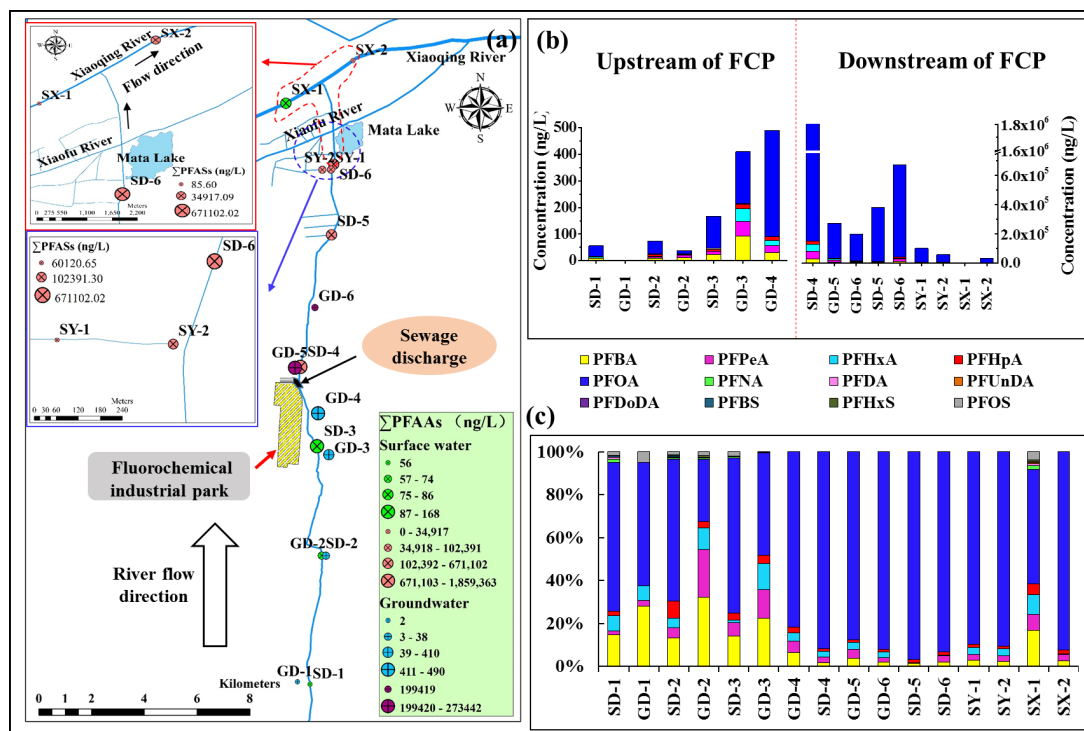 (a)
SX-2
Xiaoqing River
Flow direction
SX-1
Xiaofu River
Mata Lake
SD-6
∑PFASs (ng/L)
85.60
34917.09
671102.02
Meters
0 275 550 1,100 1,650 2,200
N
W E
S
∑PFASs (ng/L)
60120.65
102391.30
671102.02
SD-6
SY-1
SY-2
Meters
0 30 60 120 180 240
SX-2
Xiaoqing River
SX-1
N
W E
S
Xiaofu River
Mata Lake
SY-2SY-1
SD-6
SD-5
GD-6
Sewage
discharge
GD-5SD-4
GD-4
SD-3
GD-3
Fluorochemical
industrial park
GD-2SD-2
River flow
direction
GD-1SD-1
Kilometers
0 2 4 6 8
∑PFAAs (ng/L)
Surface water
56
57 - 74
75 - 86
87 - 168
0 - 34,917
34,918 - 102,391
102,392 - 671,102
671,103 - 1,859,363
Groundwater
2
3 - 38
39 - 410
411 - 490
199419
199420 - 273442
(b)
Upstream of FCP
Downstream of FCP
Concentration (ng/L)
500
400
300
200
100
0
1.8x10⁶
1.6x10⁶
6.0x10⁵
4.0x10⁵
2.0x10⁵
0.0
Concentration (ng/L)
SD-1 GD-1 SD-2 GD-2 SD-3 GD-3 GD-4 SD-4 GD-5 GD-6 SD-5 SD-6 SY-1 SY-2 SX-1 SX-2
PFBA PFPeA PFHxA PFHpA
PFOA PFNA PFDA PFUnDA
PFDoDA PFBS PFHxS PFOS
(c)
100%
80%
60%
40%
20%
0%
SD-1 GD-1 SD-2 GD-2 SD-3 GD-3 GD-4 SD-4 GD-5 GD-6 SD-5 SD-6 SY-1 SY-2 SX-1 SX-2